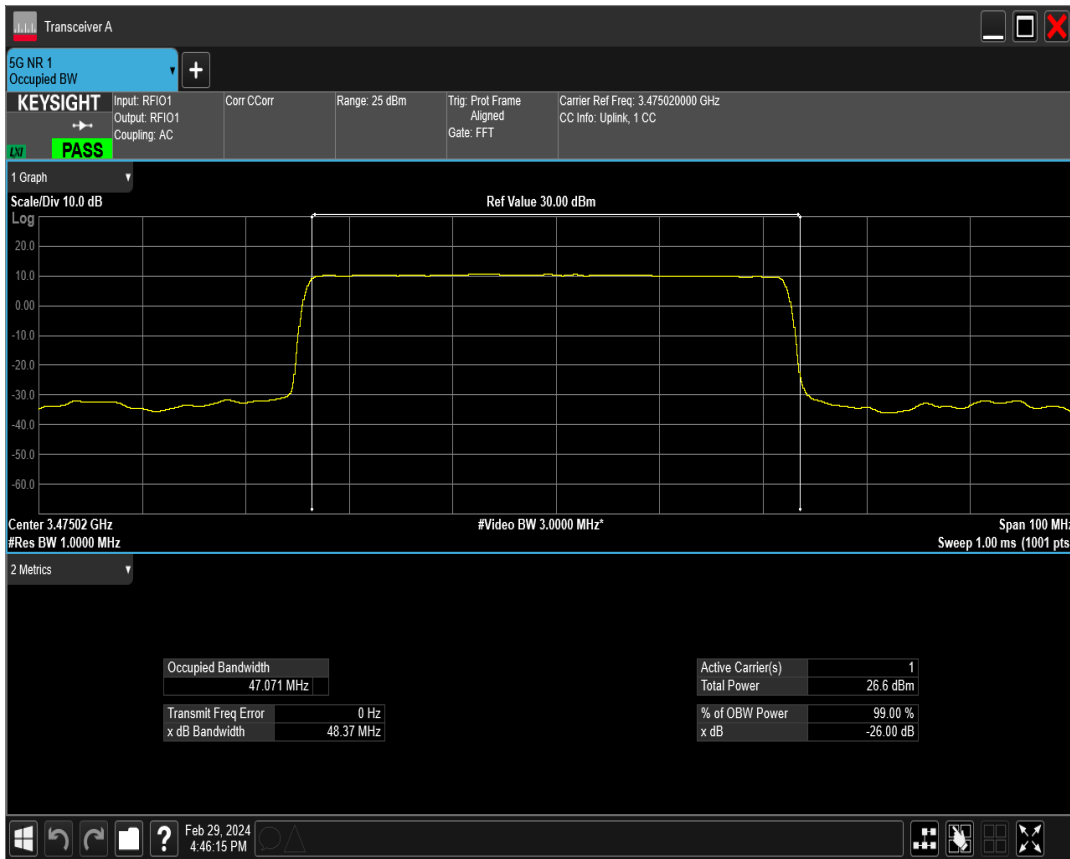 Transceiver A
5G NR 1
Occupied BW
KEYSIGHT
LXI
PASS
Input: RFIO1
Output: RFIO1
Coupling: AC
Corr CCorr
Range: 25 dBm
Trig: Prot Frame
Aligned
Gate: FFT
Carrier Ref Freq: 3.475020000 GHz
CC Info: Uplink, 1 CC
1 Graph
Scale/Div 10.0 dB
Ref Value 30.00 dBm
Log
20.0
10.0
0.00
-10.0
-20.0
-30.0
-40.0
-50.0
-60.0
Center 3.47502 GHz
#Video BW 3.0000 MHz*
Span 100 MHz
#Res BW 1.0000 MHz
Sweep 1.00 ms (1001 pts
2 Metrics
Occupied Bandwidth
47.071 MHz
Transmit Freq Error 0 Hz
x dB Bandwidth 48.37 MHz
Active Carrier(s) 1
Total Power 26.6 dBm
% of OBW Power 99.00 %
x dB -26.00 dB
?
Feb 29, 2024
4:46:15 PM